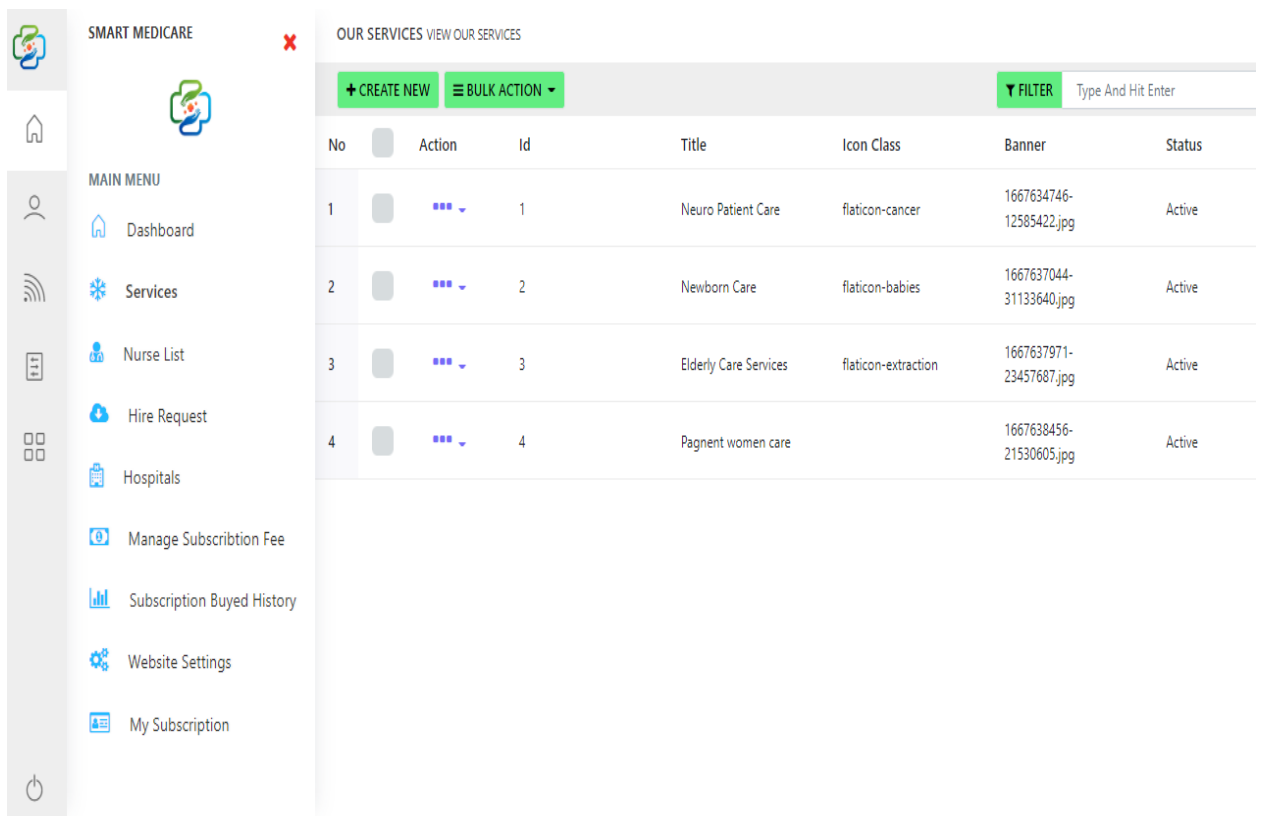 SMART MEDICARE
OUR SERVICES VIEW OUR SERVICES
MAIN MENU
Dashboard
Services
Nurse List
Hire Request
Hospitals
Manage Subscribtion Fee
Subscription Buyed History
Website Settings
My Subscription
CREATE NEW BULK ACTION FILTER Type And Hit Enter
No Action Id Title Icon Class Banner Status
1 1 Neuro Patient Care flaticon-cancer 1667634746-
12585422.jpg Active
2 2 Newborn Care flaticon-babies 1667637044-
31133640.jpg Active
3 3 Elderly Care Services flaticon-extraction 1667637971-
23457687.jpg Active
4 4 Pagnent women care 1667638456-
21530605.jpg Active